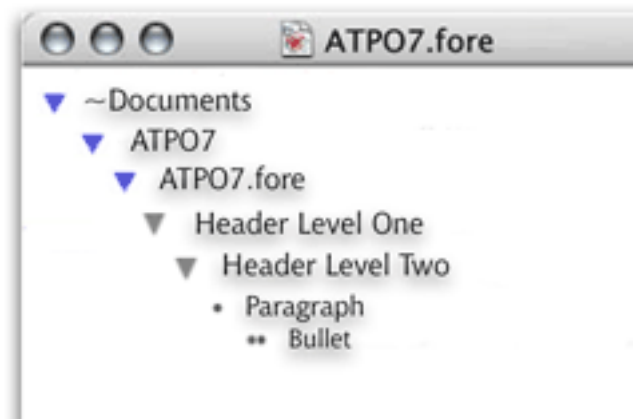 ATPO7.fore
~Documents
ATPO7
ATPO7.fore
Header Level One
Header Level Two
• Paragraph
•• Bullet